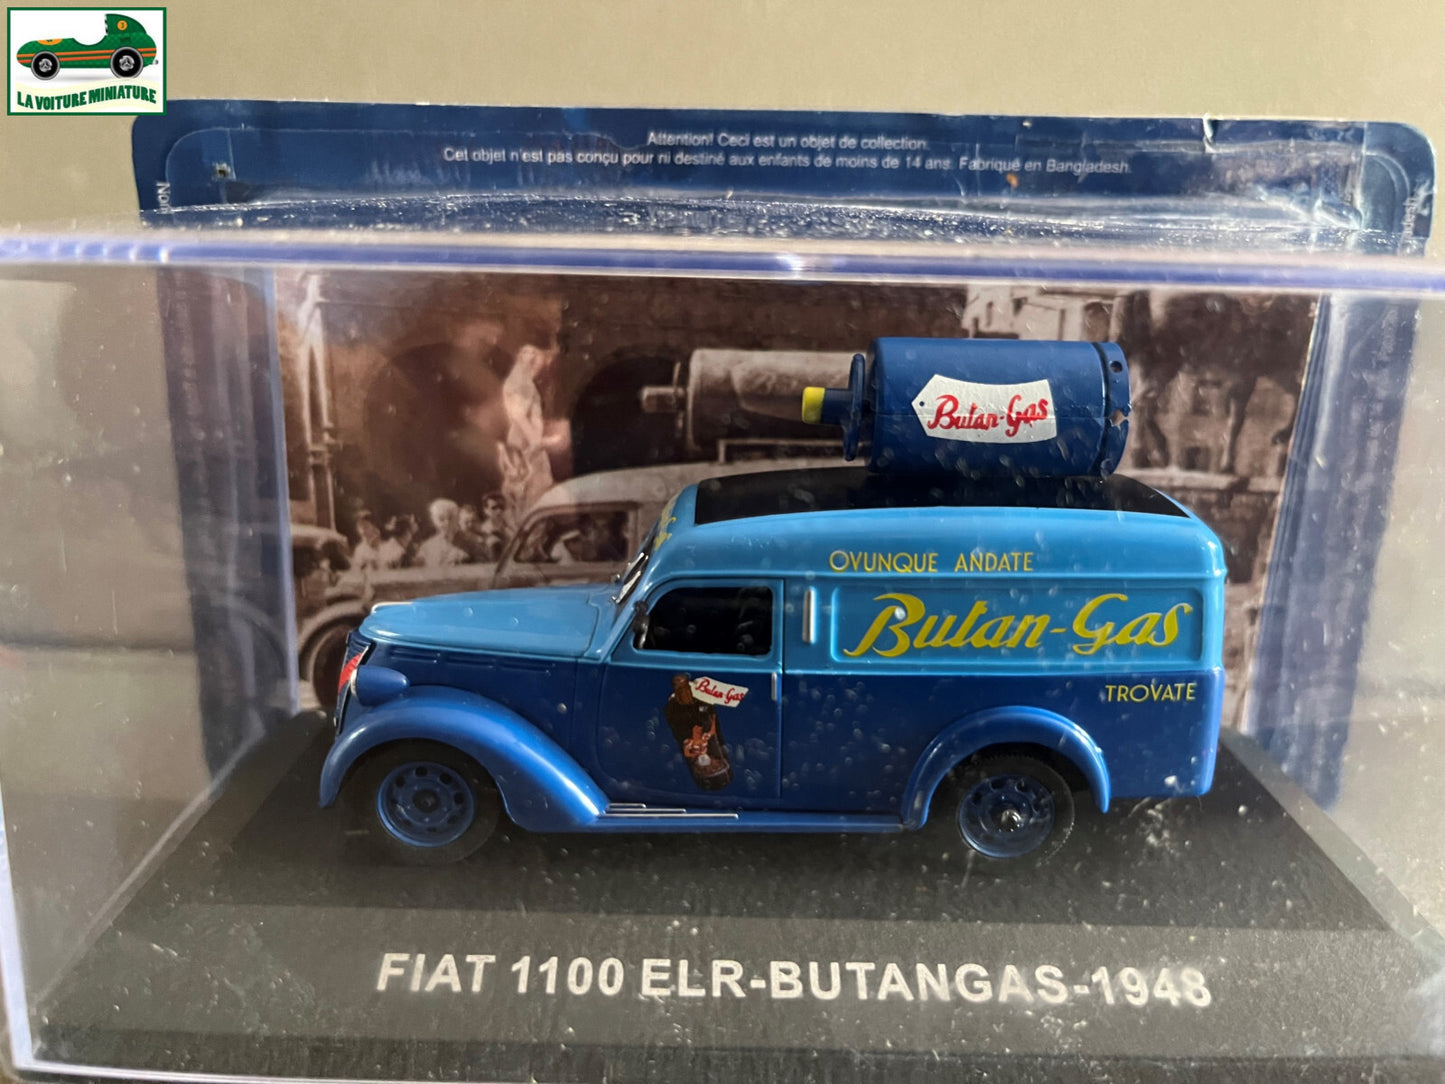 LA VOITURE MINIATURE
Attention! Ceci est un objet de collection.
Cet objet n'est pas conçu pour ni destiné aux enfants de moins de 14 ans. Fabriqué en Bangladesh.
Butan-Gas
OVUNQUE ANDATE
Butan-Gas
TROVATE
Butan-Gas
FIAT 1100 ELR-BUTANGAS-1948